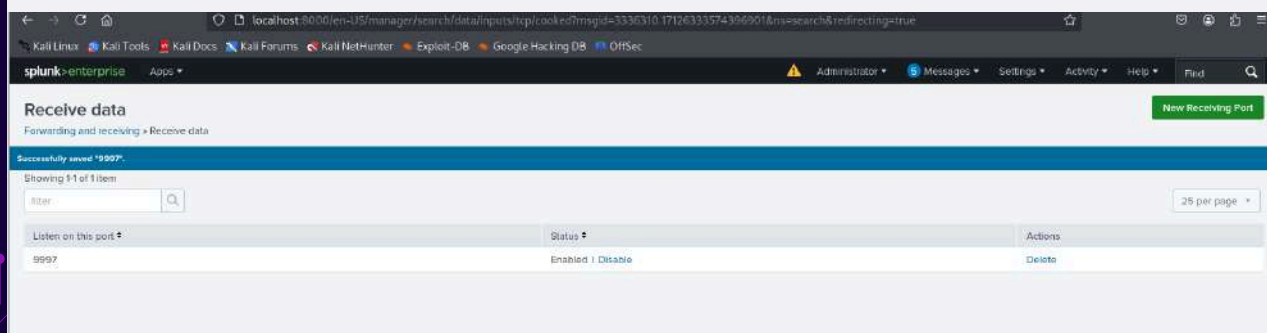 localhost:8000/en-US/manager/search/data/inputs/tcp/cooked?msgid=3336310.17126333574396901&ns=search&redirecting=true
Kali Linux Kali Tools Kali Docs Kali Forums Kali NetHunter Exploit-DB Google Hacking DB OffSec
splunk>enterprise Apps Administrator 5 Messages Settings Activity Help Find
Receive data New Receiving Port
Forwarding and receiving » Receive data
Successfully saved "9997".
Showing 1-1 of 1 item
filter 25 per page
Listen on this port Status Actions
9997 Enabled | Disable Delete